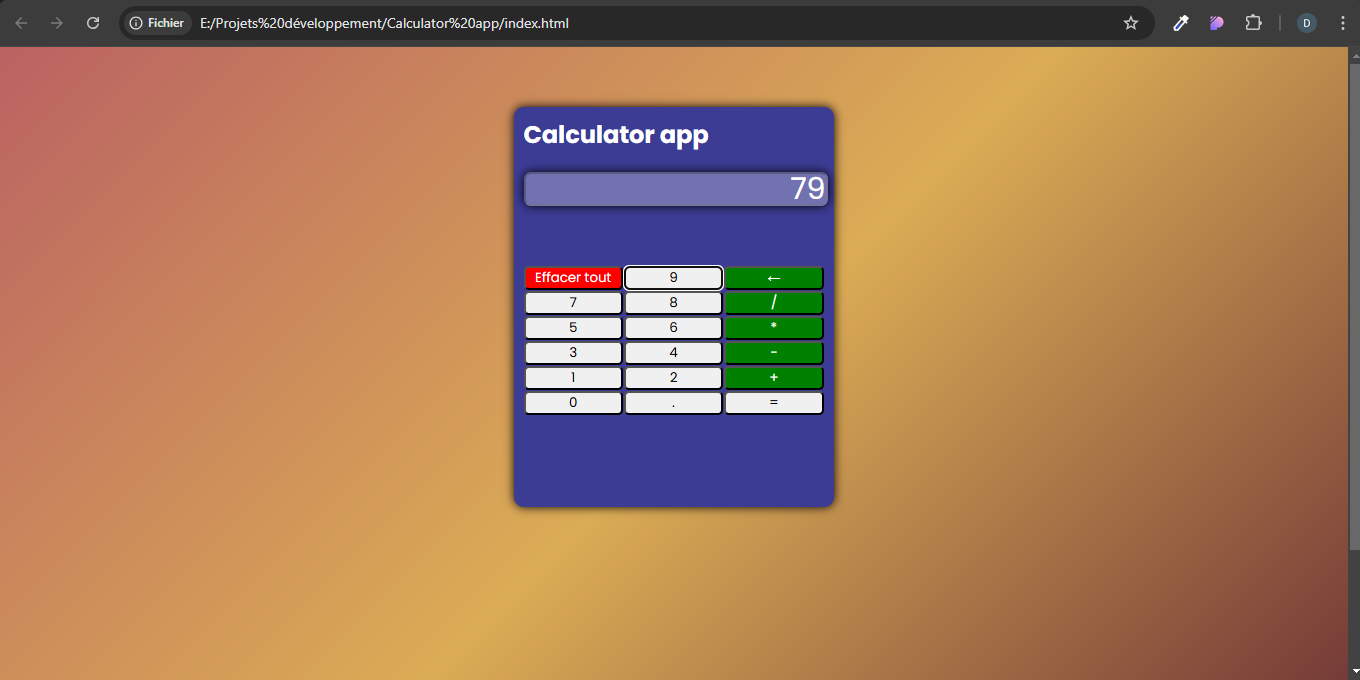 Fichier E:/Projets%20développement/Calculator%20app/index.html D
Calculator app
79
Effacer tout 9 ←
7 8 /
5 6 *
3 4 -
1 2 +
0 . =